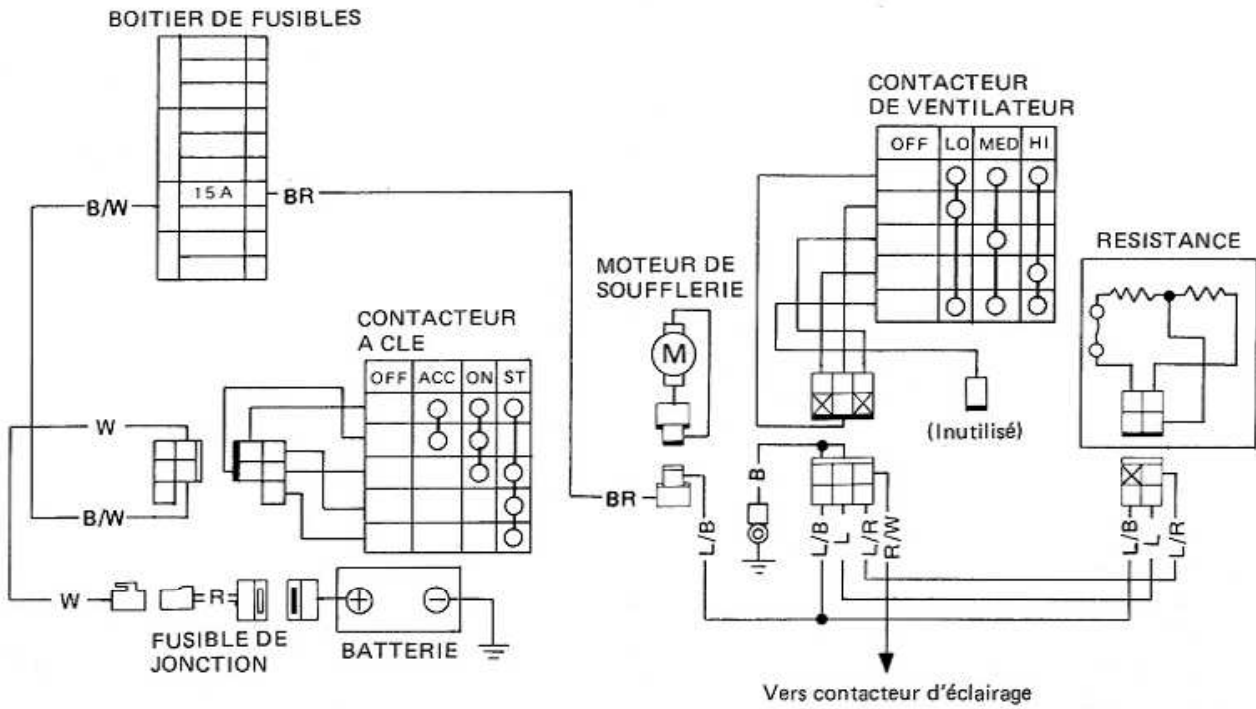 BOITIER DE FUSIBLES
15A
BR
B/W
CONTACTEUR
DE VENTILATEUR
OFF LO MED HI
RESISTANCE
MOTEUR DE
SOUFFLERIE
M
CONTACTEUR
A CLE
OFF ACC ON ST
(Inutilisé)
W
B/W
BR
L/B
B
L/B
L
L/R
R/W
L/B
L
L/R
W
R
FUSIBLE DE
JONCTION
BATTERIE
Vers contacteur d'éclairage